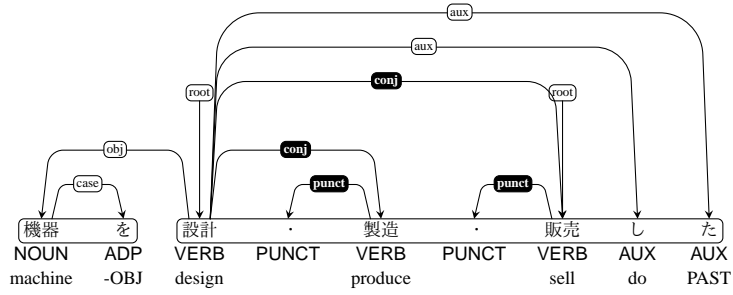 aux
aux
conj
root root
obj conj
case punct punct
機器 を 設計 ・ 製造 ・ 販売 し た
NOUN ADP VERB PUNCT VERB PUNCT VERB AUX AUX
machine -OBJ design produce sell do PAST